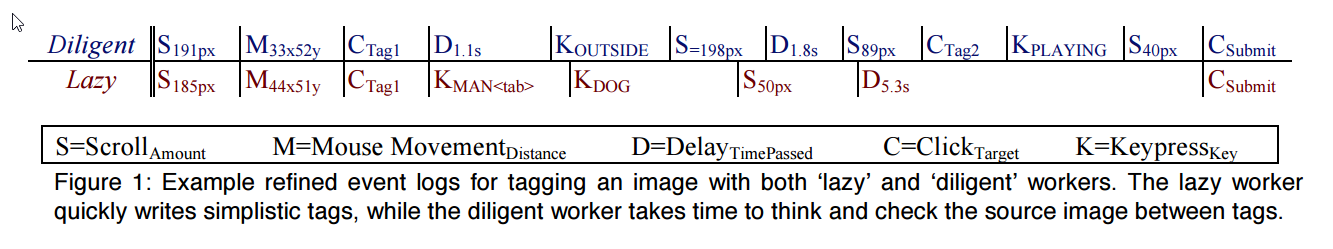 Diligent S191px M33x52y CTag1 D1.1s KOUTSIDE S=198px D1.8s S89px CTag2 KPLAYING S40px CSubmit
Lazy S185px M44x51y CTag1 KMAN<tab> KDOG S50px D5.3s CSubmit
S=ScrollAmount M=Mouse MovementDistance D=DelayTimePassed C=ClickTarget K=KeypressKey
Figure 1: Example refined event logs for tagging an image with both ‘lazy’ and ‘diligent’ workers. The lazy worker
quickly writes simplistic tags, while the diligent worker takes time to think and check the source image between tags.